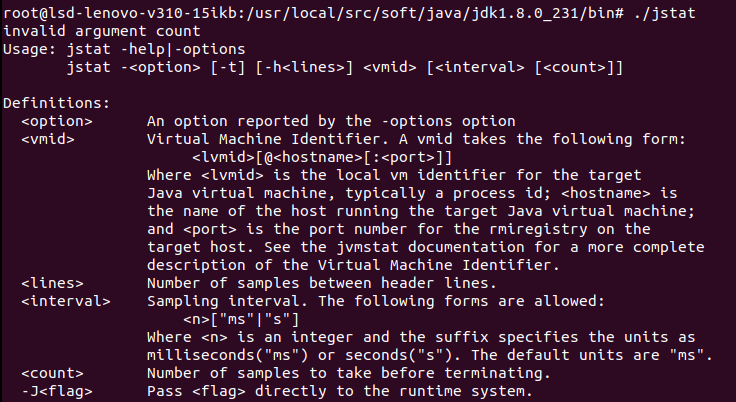 root@lsd-lenovo-v310-15ikb:/usr/local/src/soft/java/jdk1.8.0_231/bin# ./jstat
invalid argument count
Usage: jstat -help|-options
       jstat -<option> [-t] [-h<lines>] <vmid> [<interval> [<count>]]

Definitions:
  <option>      An option reported by the -options option
  <vmid>        Virtual Machine Identifier. A vmid takes the following form:
                     <lvmid>[@<hostname>[:<port>]]
                Where <lvmid> is the local vm identifier for the target
                Java virtual machine, typically a process id; <hostname> is
                the name of the host running the target Java virtual machine;
                and <port> is the port number for the rmiregistry on the
                target host. See the jvmstat documentation for a more complete
                description of the Virtual Machine Identifier.
  <lines>       Number of samples between header lines.
  <interval>    Sampling interval. The following forms are allowed:
                    <n>["ms"|"s"]
                Where <n> is an integer and the suffix specifies the units as
                milliseconds("ms") or seconds("s"). The default units are "ms".
  <count>       Number of samples to take before terminating.
  -J<flag>      Pass <flag> directly to the runtime system.